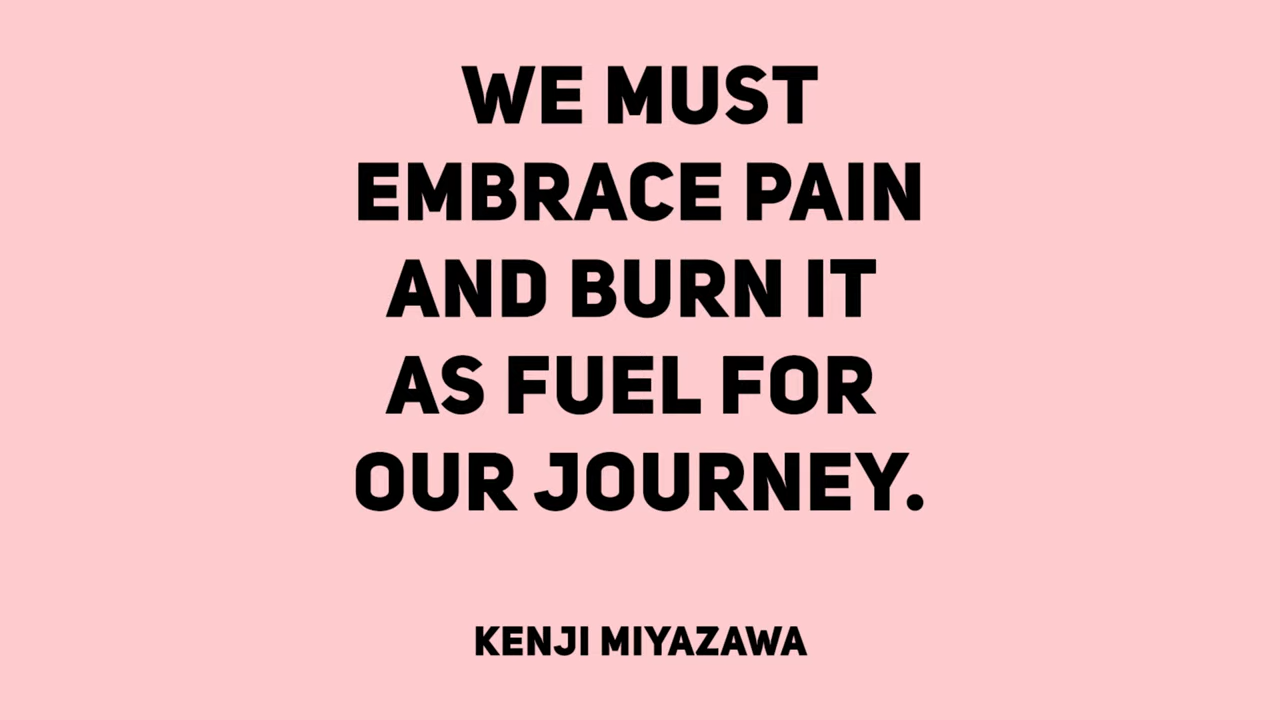 WE MUST
EMBRACE PAIN
AND BURN IT
AS FUEL FOR
OUR JOURNEY.
KENJI MIYAZAWA